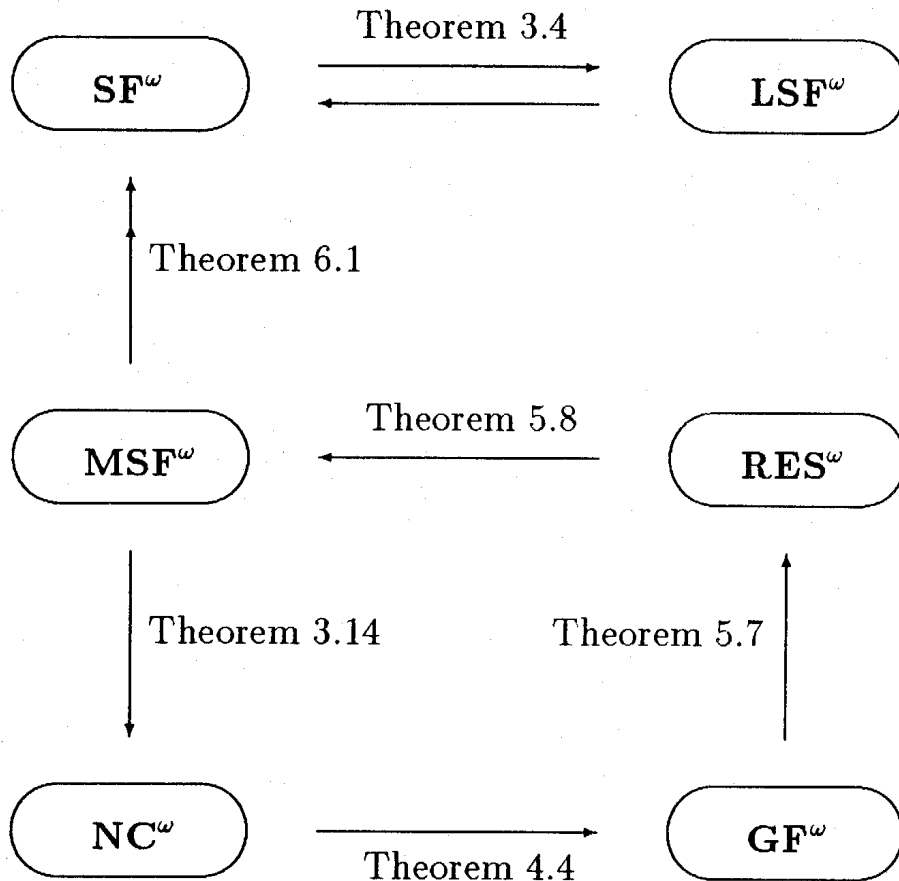 Theorem 3.4
SF^ω
LSF^ω
Theorem 6.1
Theorem 5.8
MSF^ω
RES^ω
Theorem 3.14
Theorem 5.7
NC^ω
GF^ω
Theorem 4.4